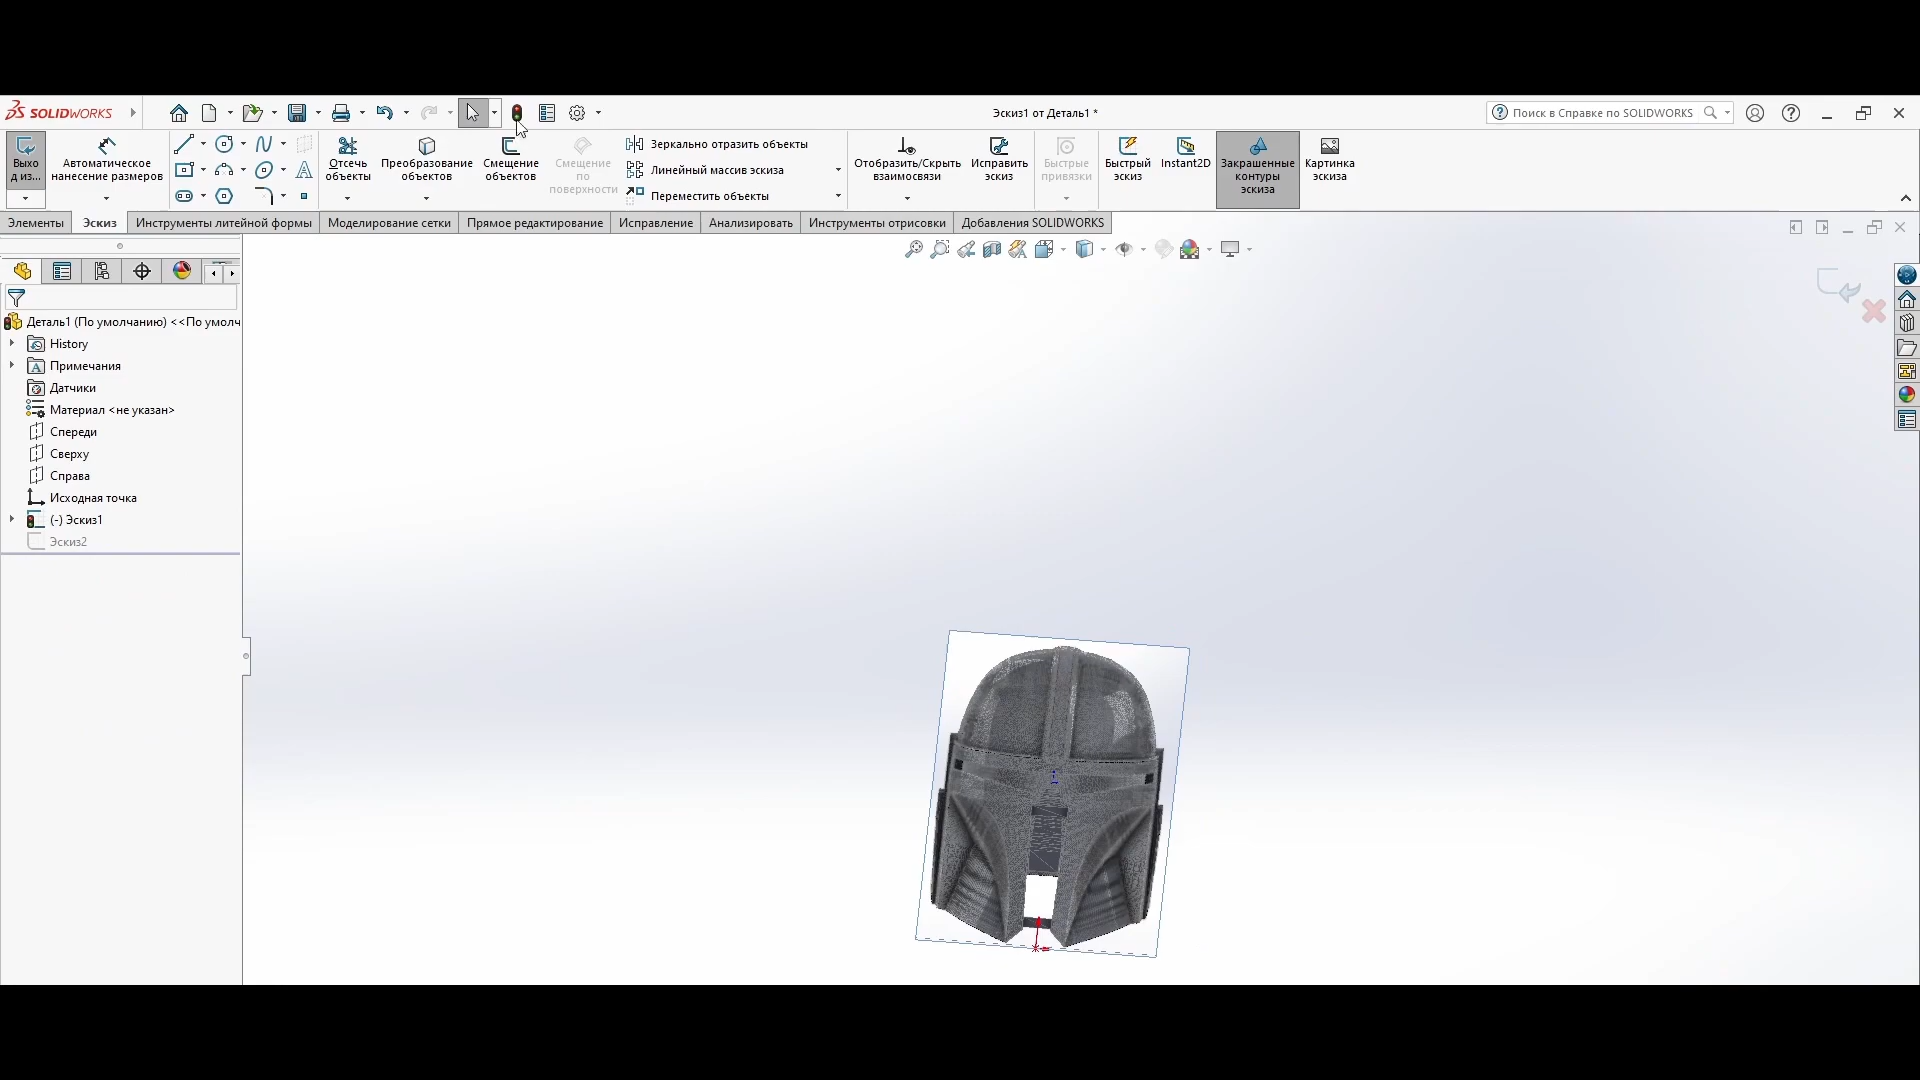 SOLIDWORKS
Эскиз1 от Деталь1 *
Поиск в Справке по SOLIDWORKS
Выхо
д из...
Автоматическое
нанесение размеров
Отсечь
объекты
Преобразование
объектов
Смещение
объектов
Смещение
по
поверхности
Зеркально отразить объекты
Линейный массив эскиза
Переместить объекты
Отобразить/Скрыть
взаимосвязи
Исправить
эскиз
Быстрые
привязки
Быстрый
эскиз
Instant2D
Закрашенные
контуры
эскиза
Картинка
эскиза
Элементы
Эскиз
Инструменты литейной формы
Моделирование сетки
Прямое редактирование
Исправление
Анализировать
Инструменты отрисовки
Добавления SOLIDWORKS
Деталь1 (По умолчанию) <<По умолч
History
Примечания
Датчики
Материал <не указан>
Спереди
Сверху
Справа
Исходная точка
(-) Эскиз1
Эскиз2